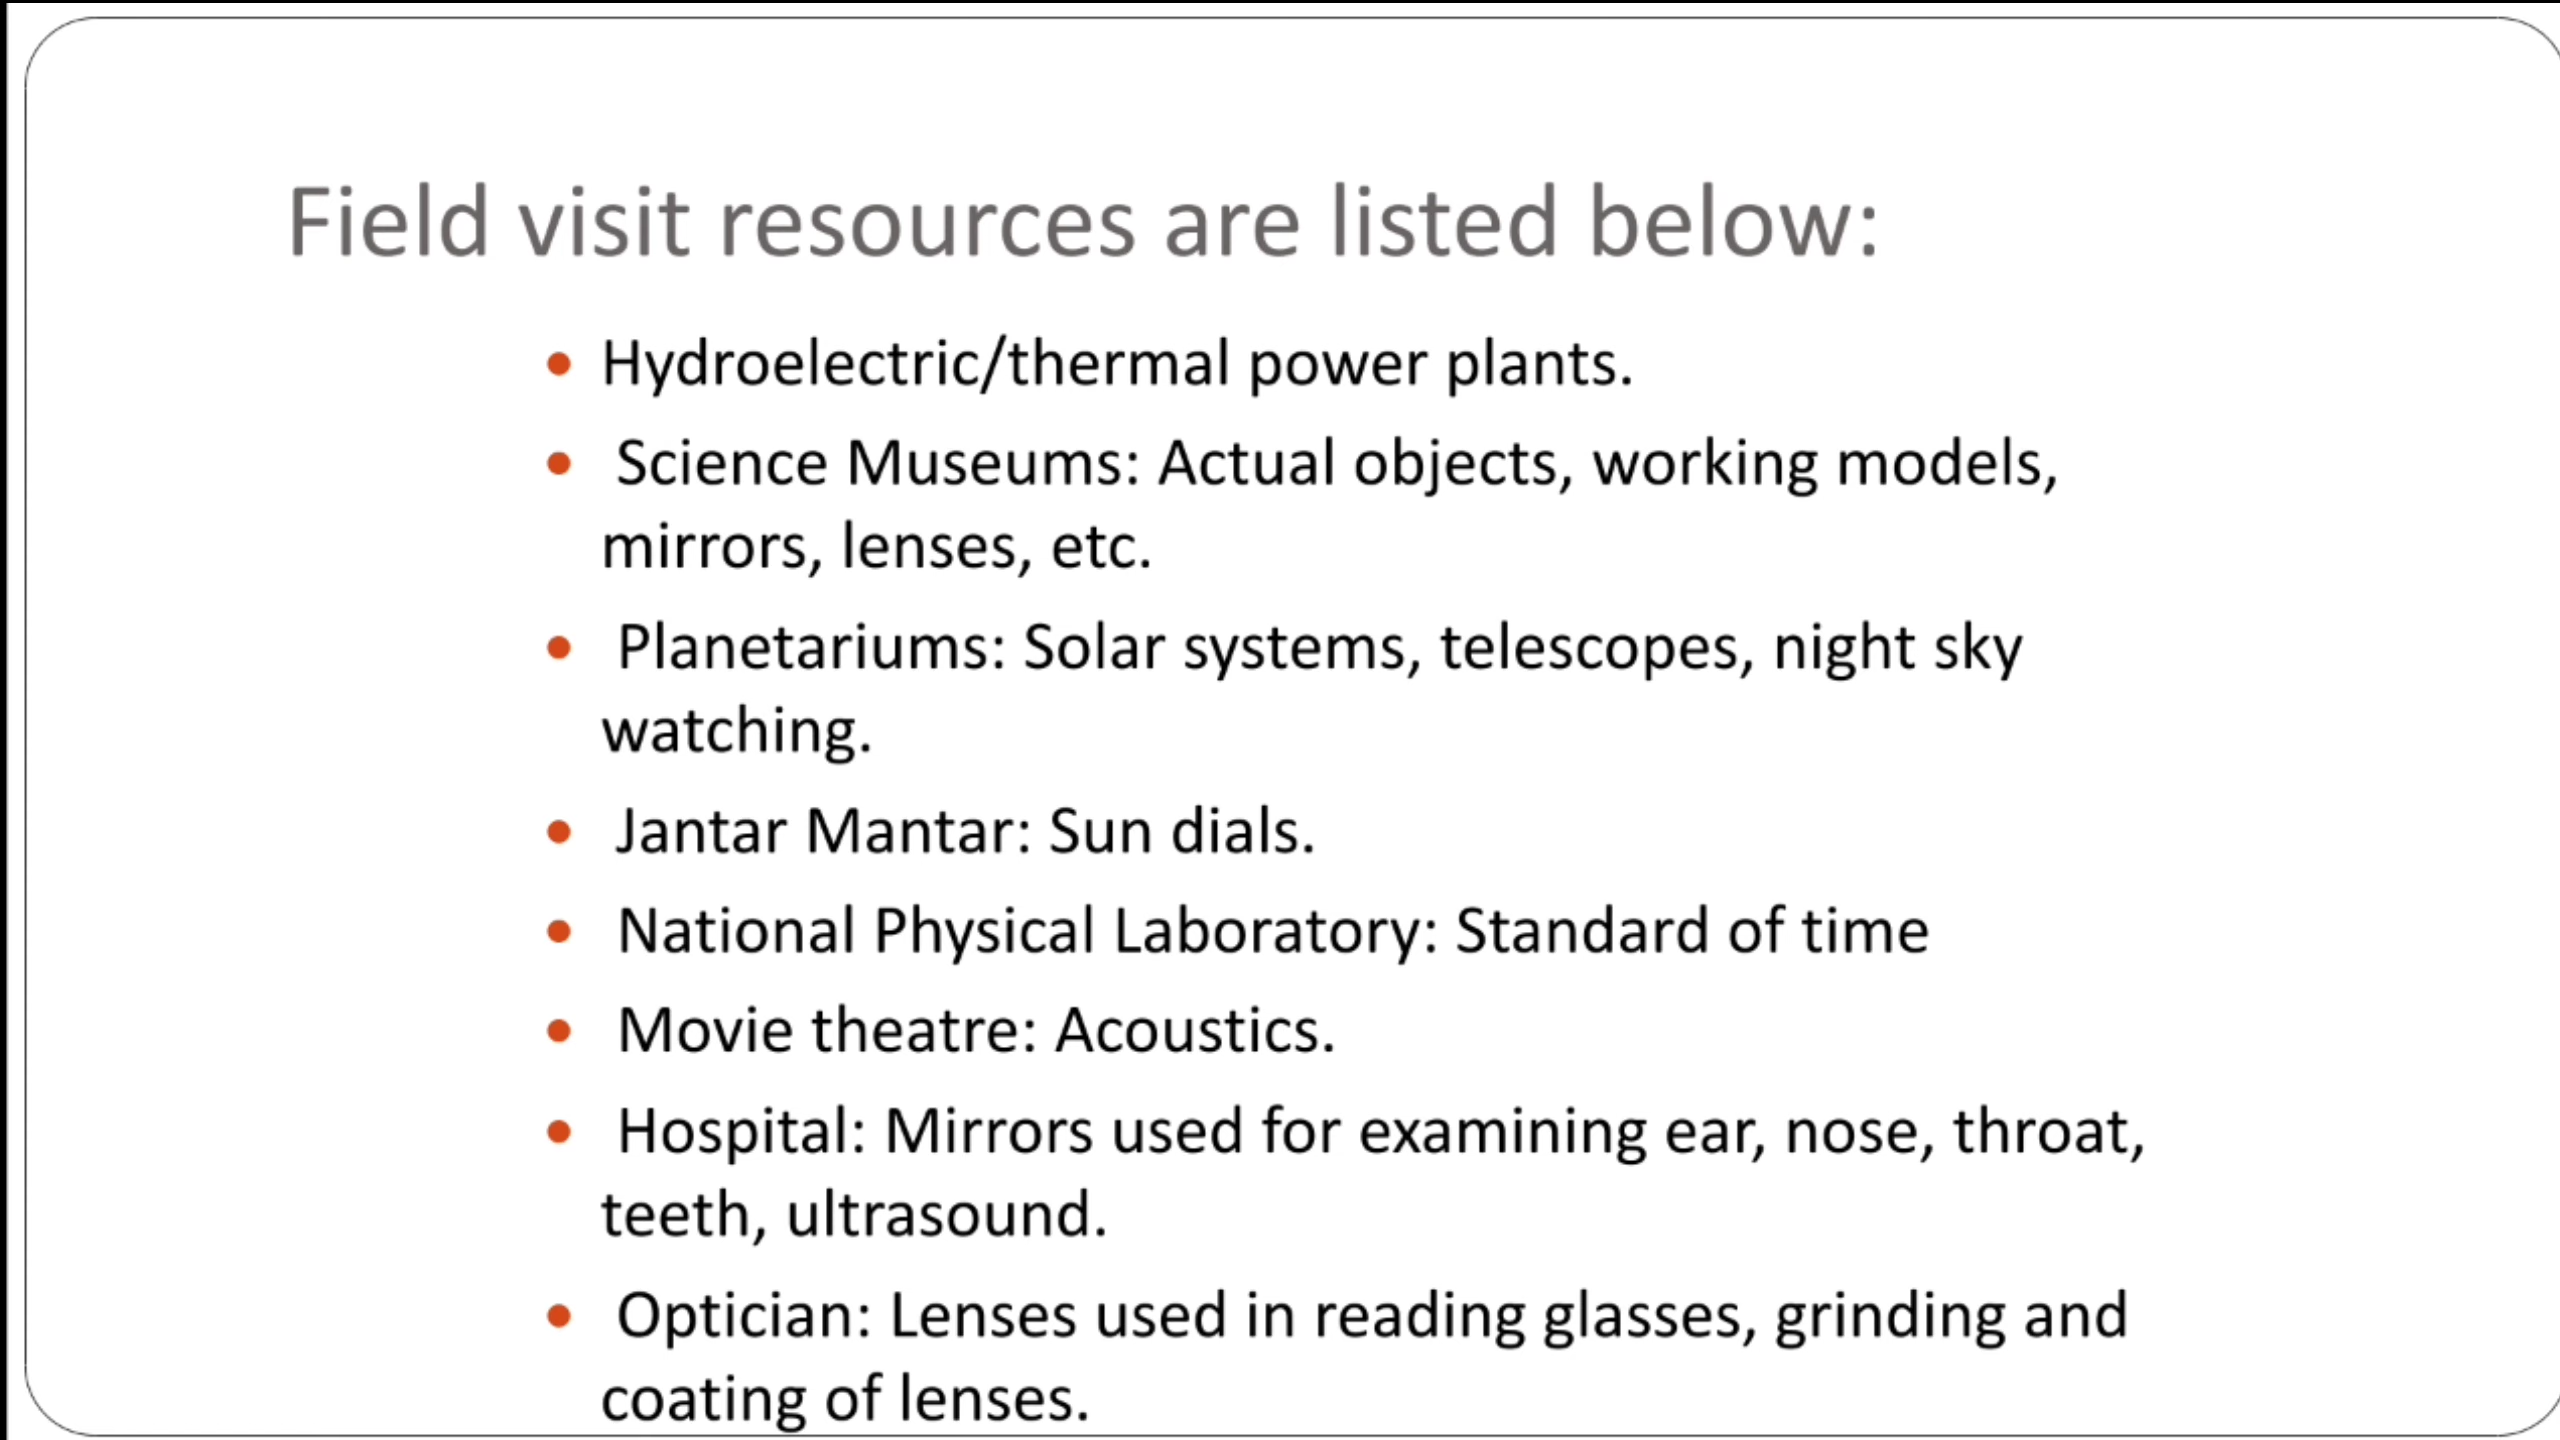 Field visit resources are listed below:
• Hydroelectric/thermal power plants.
• Science Museums: Actual objects, working models,
mirrors, lenses, etc.
• Planetariums: Solar systems, telescopes, night sky
watching.
• Jantar Mantar: Sun dials.
• National Physical Laboratory: Standard of time
• Movie theatre: Acoustics.
• Hospital: Mirrors used for examining ear, nose, throat,
teeth, ultrasound.
• Optician: Lenses used in reading glasses, grinding and
coating of lenses.